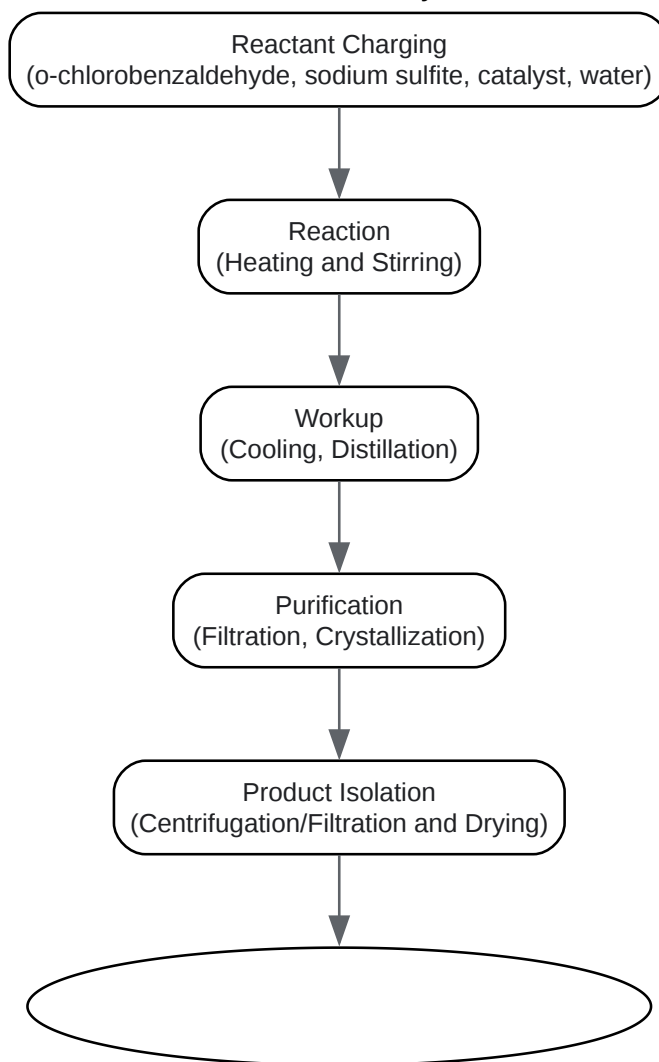 Reactant Charging
(o-chlorobenzaldehyde, sodium sulfite, catalyst, water)
Reaction
(Heating and Stirring)
Workup
(Cooling, Distillation)
Purification
(Filtration, Crystallization)
Product Isolation
(Centrifugation/Filtration and Drying)